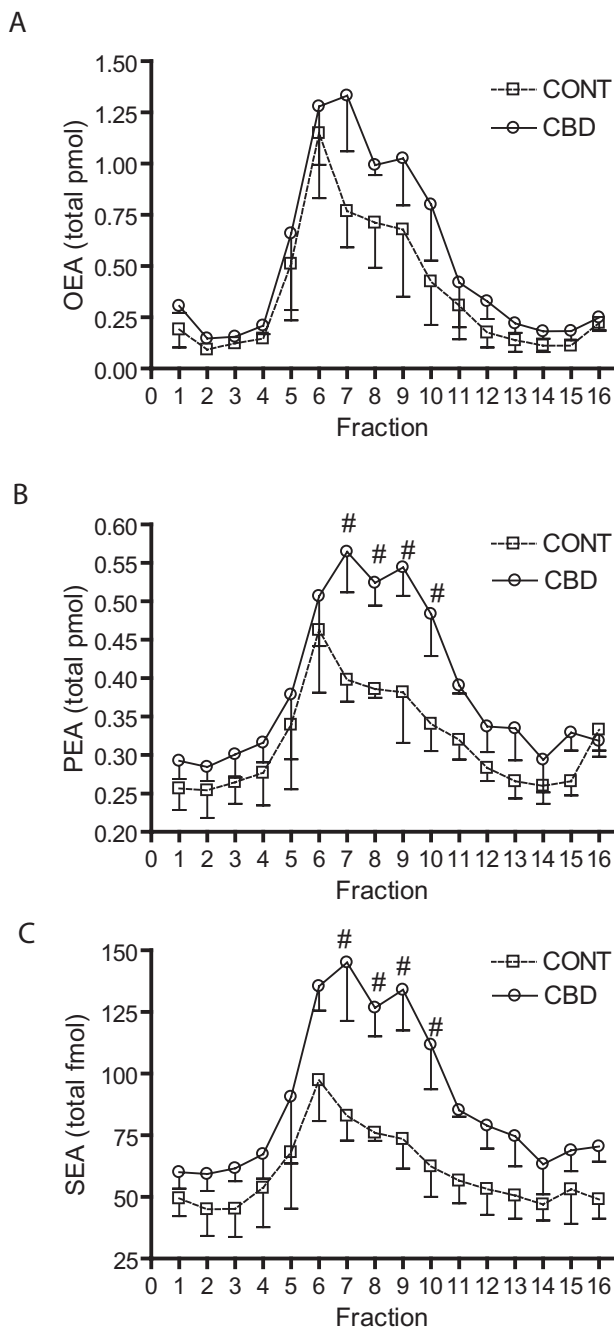 A
OEA (total pmol)
1.50
1.25
1.00
0.75
0.50
0.25
0.00
CONT
CBD
0 1 2 3 4 5 6 7 8 9 10 11 12 13 14 15 16
Fraction
B
PEA (total pmol)
0.60
0.55
0.50
0.45
0.40
0.35
0.30
0.25
0.20
# # # #
CONT
CBD
0 1 2 3 4 5 6 7 8 9 10 11 12 13 14 15 16
Fraction
C
SEA (total fmol)
150
125
100
75
50
25
# # # #
CONT
CBD
0 1 2 3 4 5 6 7 8 9 10 11 12 13 14 15 16
Fraction